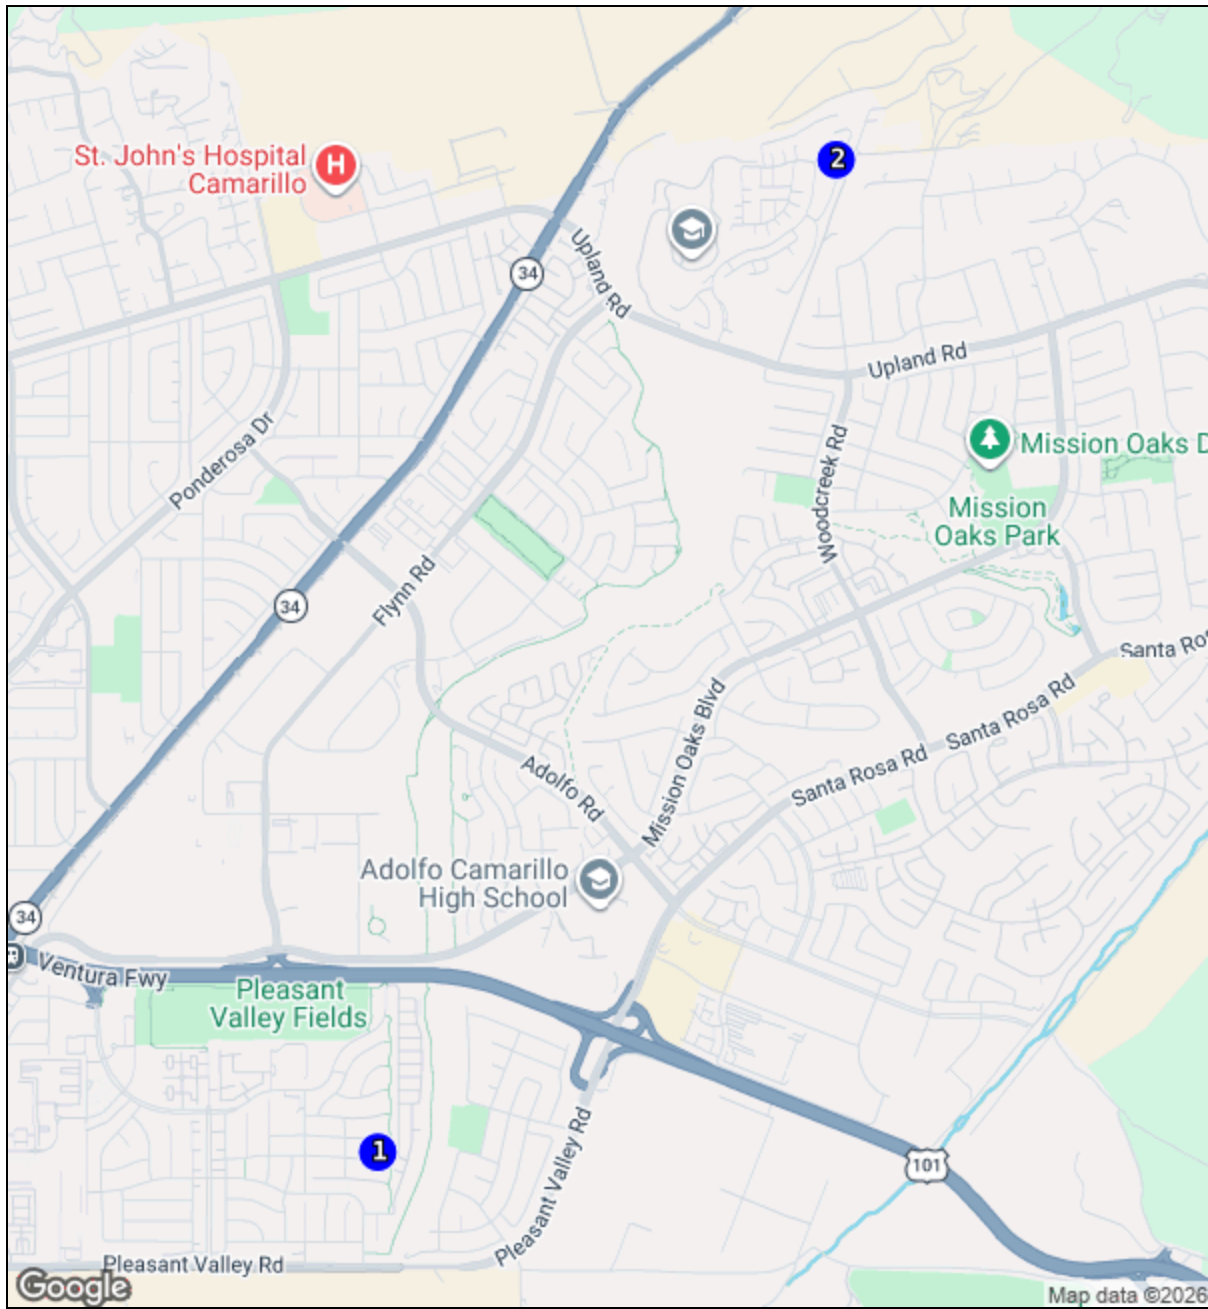 St. John's Hospital
Camarillo
H
2
34
Upland Rd
Upland Rd
Ponderosa Dr
Woodcreek Rd
Mission Oaks D
Mission
Oaks Park
Flynn Rd
34
Santa Ros
Santa Rosa Rd
Santa Rosa Rd
Mission Oaks Blvd
Adolfo Rd
Adolfo Camarillo
High School
34
Ventura Fwy
Pleasant
Valley Fields
1
101
Pleasant Valley Rd
Pleasant Valley Rd
Google
Map data ©2026